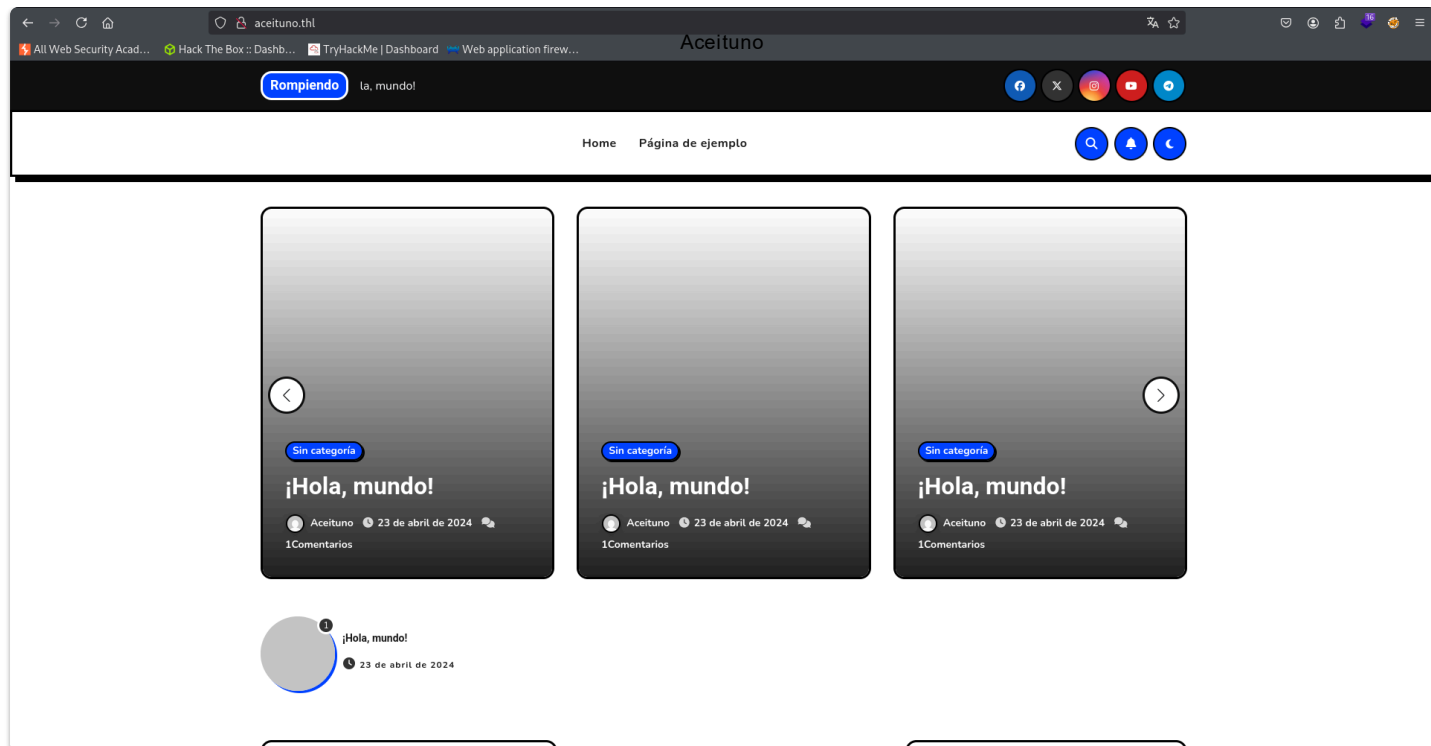 aceituno.thl
All Web Security Acad...
Hack The Box :: Dashb...
TryHackMe | Dashboard
Web application firew...
16
Aceituno
Rompiendo
la, mundo!
Home
Página de ejemplo
Sin categoría
¡Hola, mundo!
Aceituno 23 de abril de 2024
1Comentarios
Sin categoría
¡Hola, mundo!
Aceituno 23 de abril de 2024
1Comentarios
Sin categoría
¡Hola, mundo!
Aceituno 23 de abril de 2024
1Comentarios
1
¡Hola, mundo!
23 de abril de 2024